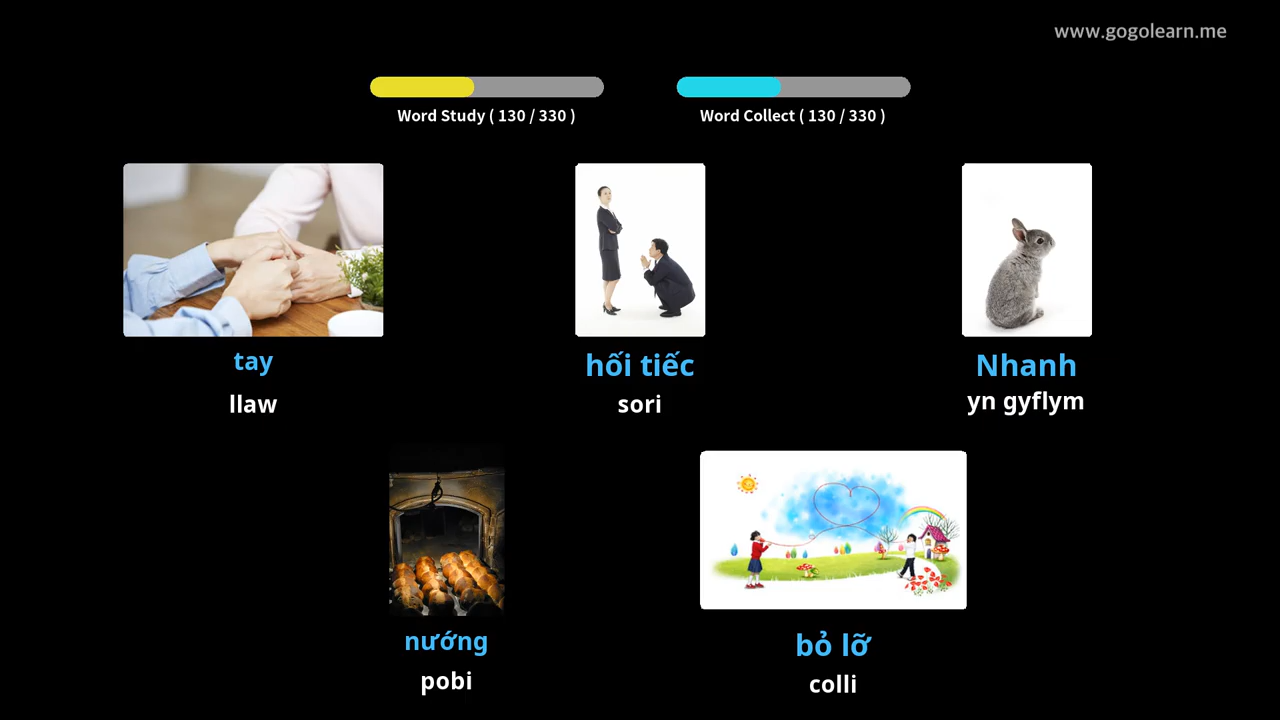 www.gogolearn.me
Word Study ( 130 / 330 )
Word Collect ( 130 / 330 )
tay
llaw
hối tiếc
sori
Nhanh
yn gyflym
nướng
pobi
bỏ lỡ
colli